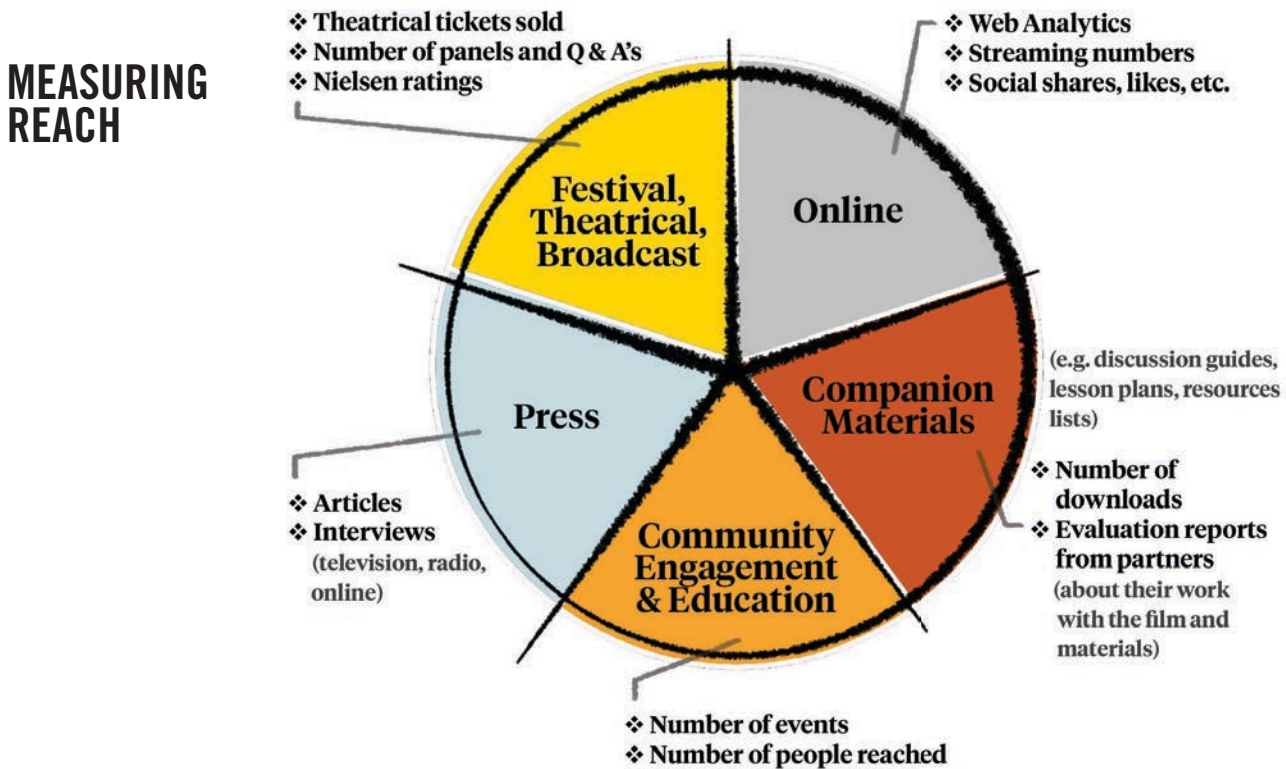 MEASURING
REACH
❖ Theatrical tickets sold
❖ Number of panels and Q & A's
❖ Nielsen ratings
❖ Web Analytics
❖ Streaming numbers
❖ Social shares, likes, etc.
Festival,
Theatrical,
Broadcast
Online
Press
Companion
Materials
(e.g. discussion guides,
lesson plans, resources
lists)
❖ Number of
downloads
❖ Evaluation reports
from partners
(about their work
with the film and
materials)
❖ Articles
❖ Interviews
(television, radio,
online)
Community
Engagement
& Education
❖ Number of events
❖ Number of people reached